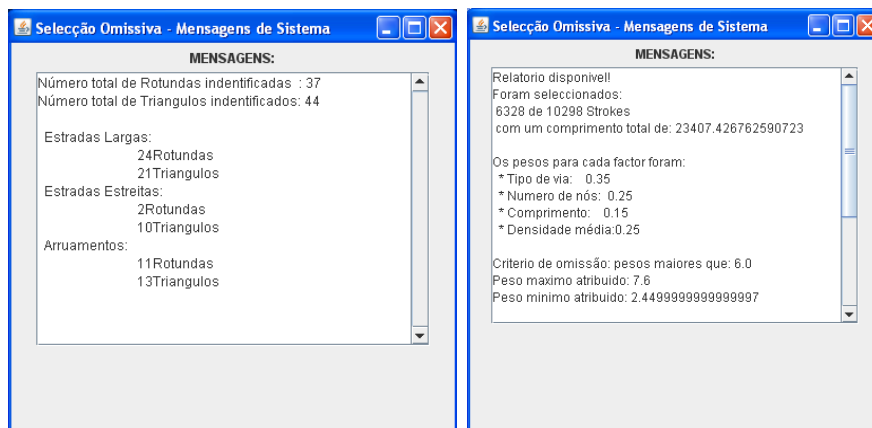 Selecção Omissiva - Mensagens de Sistema
MENSAGENS:
Número total de Rotundas indentificadas : 37
Número total de Triangulos indentificados: 44
Estradas Largas:
24Rotundas
21Triangulos
Estradas Estreitas:
2Rotundas
10Triangulos
Arruamentos:
11Rotundas
13Triangulos
Selecção Omissiva - Mensagens de Sistema
MENSAGENS:
Relatorio disponivel!
Foram seleccionados:
6328 de 10298 Strokes
com um comprimento total de: 23407.426762590723
Os pesos para cada factor foram:
* Tipo de via: 0.35
* Numero de nós: 0.25
* Comprimento: 0.15
* Densidade média:0.25
Criterio de omissão: pesos maiores que: 6.0
Peso maximo atribuido: 7.6
Peso minimo atribuido: 2.4499999999999997